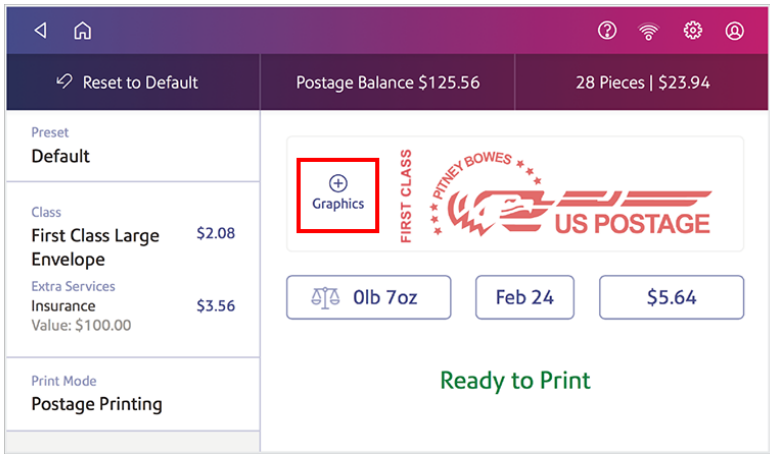 Reset to Default
Postage Balance $125.56
28 Pieces | $23.94
Preset
Default
Class
First Class Large $2.08
Envelope
Extra Services
Insurance $3.56
Value: $100.00
Print Mode
Postage Printing
Graphics
FIRST CLASS
PITNEY BOWES
US POSTAGE
0lb 7oz
Feb 24
$5.64
Ready to Print